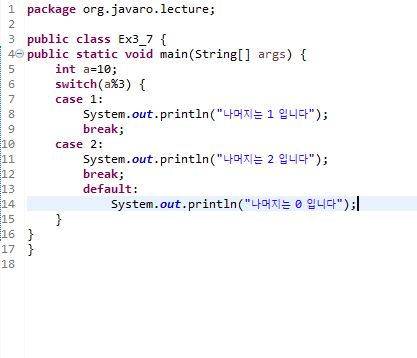 1 package org.javaro.lecture;
2
3 public class Ex3_7 {
4 public static void main(String[] args) {
5     int a=10;
6     switch(a%3) {
7     case 1:
8         System.out.println("나머지는 1 입니다");
9         break;
10     case 2:
11         System.out.println("나머지는 2 입니다");
12         break;
13         default:
14             System.out.println("나머지는 0 입니다");
15     }
16 }
17 }
18